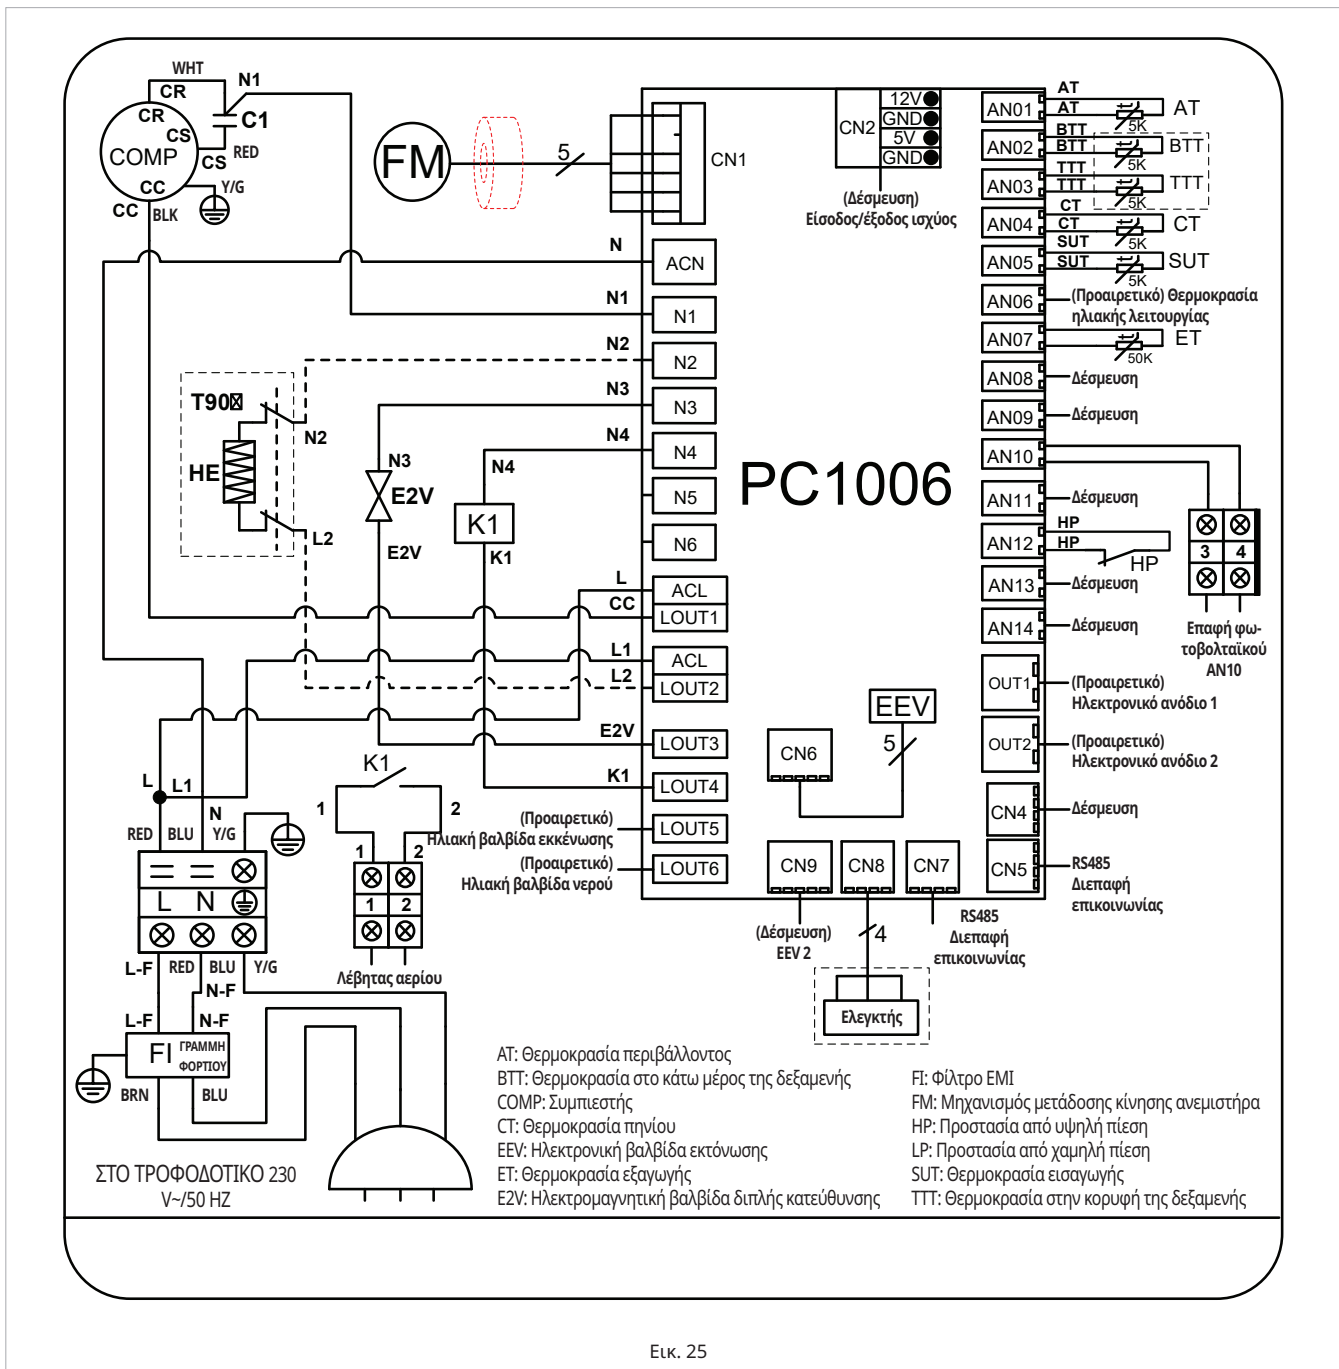 WHT
CR
N1
CR
CS
C1
COMP
CS
RED
CC
Y/G
CC
BLK
FM
5
CN1
CN2
12V
GND
5V
GND
(Δέσμευση)
Είσοδος/έξοδος ισχύος
AN01
AT
AT
5K
AT
AN02
BTT
BTT
5K
BTT
AN03
TTT
TTT
5K
TTT
AN04
CT
CT
5K
CT
AN05
SUT
SUT
5K
SUT
AN06
(Προαιρετικό) Θερμοκρασία
ηλιακής λειτουργίας
AN07
50K
ET
AN08
Δέσμευση
AN09
Δέσμευση
AN10
AN11
Δέσμευση
AN12
HP
HP
HP
AN13
Δέσμευση
AN14
Δέσμευση
3
4
Επαφή φω-
τοβολταϊκού
AN10
OUT1
(Προαιρετικό)
Ηλεκτρονικό ανόδιο 1
OUT2
(Προαιρετικό)
Ηλεκτρονικό ανόδιο 2
CN4
Δέσμευση
CN5
RS485
Διεπαφή
επικοινωνίας
PC1006
N
ACN
N1
N1
N2
N2
N3
N3
N4
N4
N5
N6
L
ACL
CC
LOUT1
L1
ACL
L2
LOUT2
E2V
LOUT3
K1
LOUT4
(Προαιρετικό)
Ηλιακή βαλβίδα εκκένωσης
LOUT5
(Προαιρετικό)
Ηλιακή βαλβίδα νερού
LOUT6
T90
N2
HE
L2
N3
E2V
E2V
N4
K1
K1
EEV
5
CN6
CN9
CN8
CN7
(Δέσμευση)
EEV 2
4
RS485
Διεπαφή
επικοινωνίας
Ελεγκτής
K1
1
2
1
2
1
2
Λέβητας αερίου
L
L1
N
RED
BLU
Y/G
L
N
L-F
RED
BLU
Y/G
N-F
L-F
N-F
FI
ΓΡΑΜΜΗ
ΦΟΡΤΙΟΥ
BRN
BLU
ΣΤΟ ΤΡΟΦΟΔΟΤΙΚΟ 230
V~/50 HZ
AT: Θερμοκρασία περιβάλλοντος
BTT: Θερμοκρασία στο κάτω μέρος της δεξαμενής
COMP: Συμπιεστής
CT: Θερμοκρασία πηνίου
EEV: Ηλεκτρονική βαλβίδα εκτόνωσης
ET: Θερμοκρασία εξαγωγής
E2V: Ηλεκτρομαγνητική βαλβίδα διπλής κατεύθυνσης
FI: Φίλτρο EMI
FM: Μηχανισμός μετάδοσης κίνησης ανεμιστήρα
HP: Προστασία από υψηλή πίεση
LP: Προστασία από χαμηλή πίεση
SUT: Θερμοκρασία εισαγωγής
TTT: Θερμοκρασία στην κορυφή της δεξαμενής
Εικ. 25